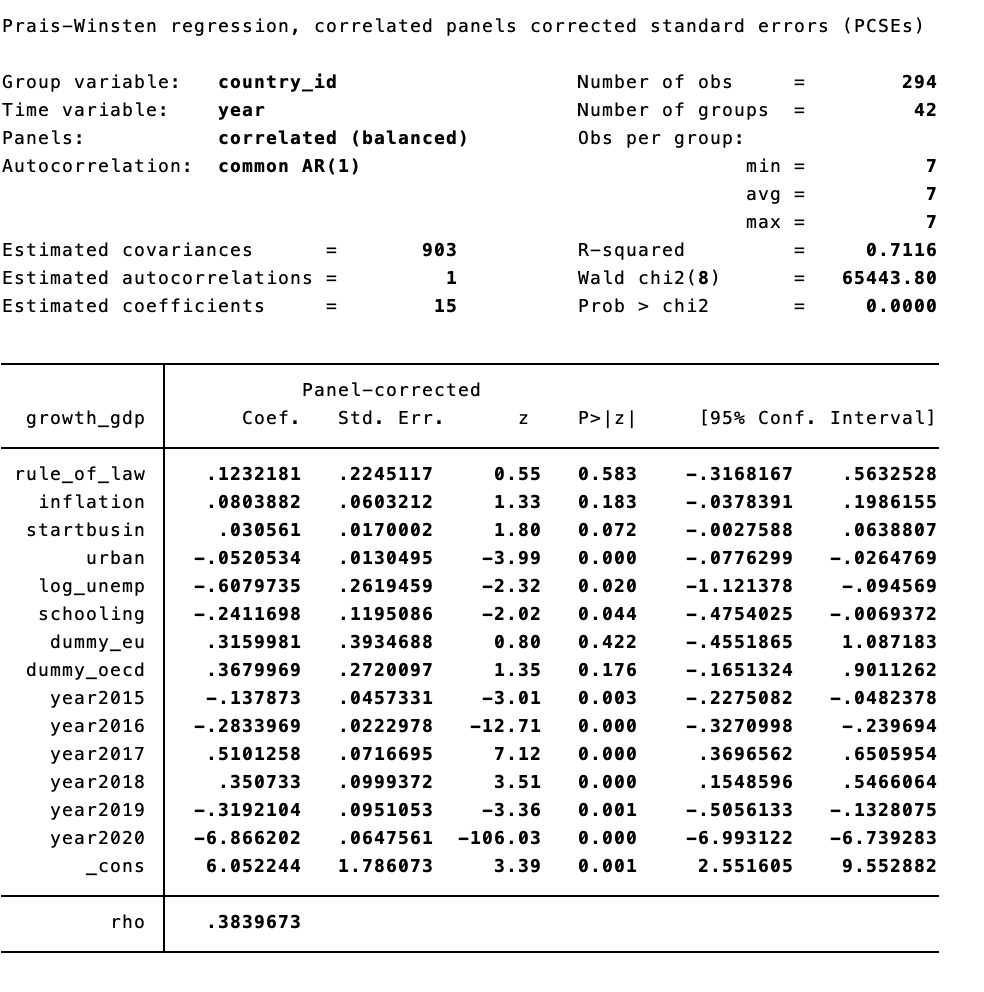 Prais-Winsten regression, correlated panels corrected standard errors (PCSEs)
Group variable:   country_id                    Number of obs     =        294
Time variable:    year                          Number of groups  =         42
Panels:           correlated (balanced)         Obs per group:
Autocorrelation:  common AR(1)                                min =          7
                                                              avg =          7
                                                              max =          7
Estimated covariances      =       903          R-squared         =     0.7116
Estimated autocorrelations =         1          Wald chi2(8)      =   65443.80
Estimated coefficients     =        15          Prob > chi2       =     0.0000
Panel-corrected
growth_gdp        Coef.   Std. Err.      z    P>|z|     [95% Conf. Interval]
rule_of_law     .1232181   .2245117     0.55   0.583    -.3168167    .5632528
inflation     .0803882   .0603212     1.33   0.183    -.0378391    .1986155
startbusin      .030561   .0170002     1.80   0.072    -.0027588    .0638807
urban    -.0520534   .0130495    -3.99   0.000    -.0776299   -.0264769
log_unemp    -.6079735   .2619459    -2.32   0.020    -1.121378    -.094569
schooling    -.2411698   .1195086    -2.02   0.044    -.4754025   -.0069372
dummy_eu     .3159981   .3934688     0.80   0.422    -.4551865    1.087183
dummy_oecd     .3679969   .2720097     1.35   0.176    -.1651324    .9011262
year2015     -.137873   .0457331    -3.01   0.003    -.2275082   -.0482378
year2016    -.2833969   .0222978   -12.71   0.000    -.3270998    -.239694
year2017     .5101258   .0716695     7.12   0.000     .3696562    .6505954
year2018      .350733   .0999372     3.51   0.000     .1548596    .5466064
year2019    -.3192104   .0951053    -3.36   0.001    -.5056133   -.1328075
year2020    -6.866202   .0647561  -106.03   0.000    -6.993122   -6.739283
_cons     6.052244   1.786073     3.39   0.001     2.551605    9.552882
rho     .3839673